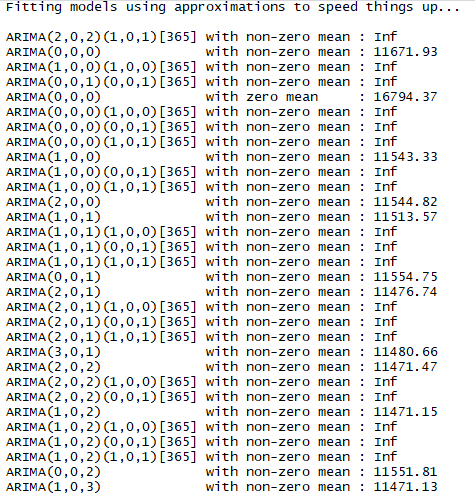 Fitting models using approximations to speed things up...
ARIMA(2,0,2)(1,0,1)[365] with non-zero mean : Inf
ARIMA(0,0,0) with non-zero mean : 11671.93
ARIMA(1,0,0)(1,0,0)[365] with non-zero mean : Inf
ARIMA(0,0,1)(0,0,1)[365] with non-zero mean : Inf
ARIMA(0,0,0) with zero mean : 16794.37
ARIMA(0,0,0)(1,0,0)[365] with non-zero mean : Inf
ARIMA(0,0,0)(0,0,1)[365] with non-zero mean : Inf
ARIMA(0,0,0)(1,0,1)[365] with non-zero mean : Inf
ARIMA(1,0,0) with non-zero mean : 11543.33
ARIMA(1,0,0)(0,0,1)[365] with non-zero mean : Inf
ARIMA(1,0,0)(1,0,1)[365] with non-zero mean : Inf
ARIMA(2,0,0) with non-zero mean : 11544.82
ARIMA(1,0,1) with non-zero mean : 11513.57
ARIMA(1,0,1)(1,0,0)[365] with non-zero mean : Inf
ARIMA(1,0,1)(0,0,1)[365] with non-zero mean : Inf
ARIMA(1,0,1)(1,0,1)[365] with non-zero mean : Inf
ARIMA(0,0,1) with non-zero mean : 11554.75
ARIMA(2,0,1) with non-zero mean : 11476.74
ARIMA(2,0,1)(1,0,0)[365] with non-zero mean : Inf
ARIMA(2,0,1)(0,0,1)[365] with non-zero mean : Inf
ARIMA(2,0,1)(1,0,1)[365] with non-zero mean : Inf
ARIMA(3,0,1) with non-zero mean : 11480.66
ARIMA(2,0,2) with non-zero mean : 11471.47
ARIMA(2,0,2)(1,0,0)[365] with non-zero mean : Inf
ARIMA(2,0,2)(0,0,1)[365] with non-zero mean : Inf
ARIMA(1,0,2) with non-zero mean : 11471.15
ARIMA(1,0,2)(1,0,0)[365] with non-zero mean : Inf
ARIMA(1,0,2)(0,0,1)[365] with non-zero mean : Inf
ARIMA(1,0,2)(1,0,1)[365] with non-zero mean : Inf
ARIMA(0,0,2) with non-zero mean : 11551.81
ARIMA(1,0,3) with non-zero mean : 11471.13